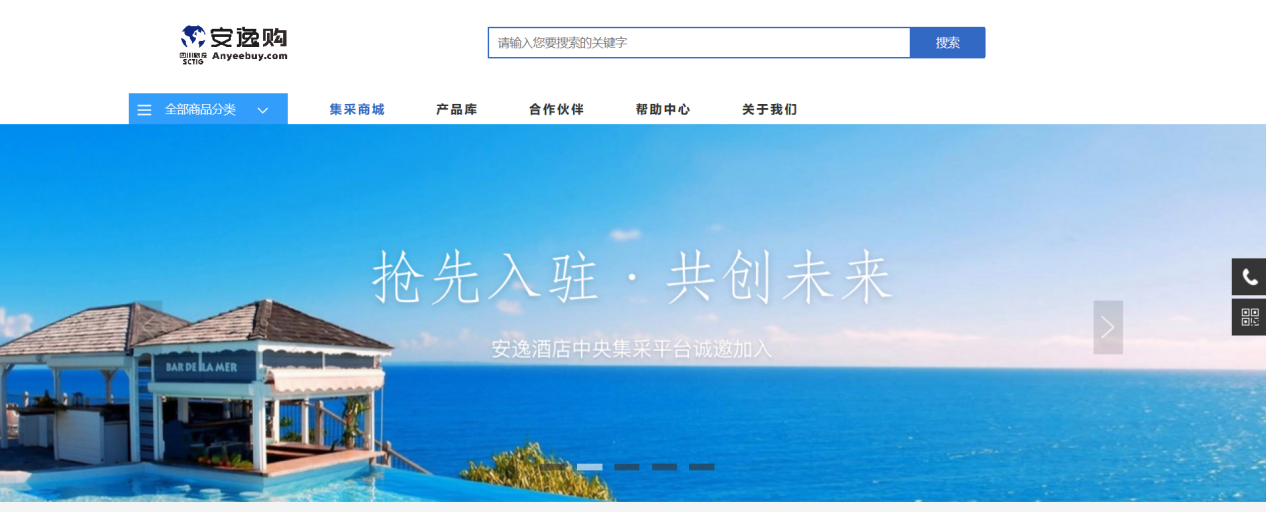 安逸购
四川旅投 Anyeebuy.com
SCTIG
请输入您要搜索的关键字
搜索
全部商品分类
集采商城
产品库
合作伙伴
帮助中心
关于我们
抢先入驻·共创未来
安逸酒店中央集采平台诚邀加入
BAR DE LA MER